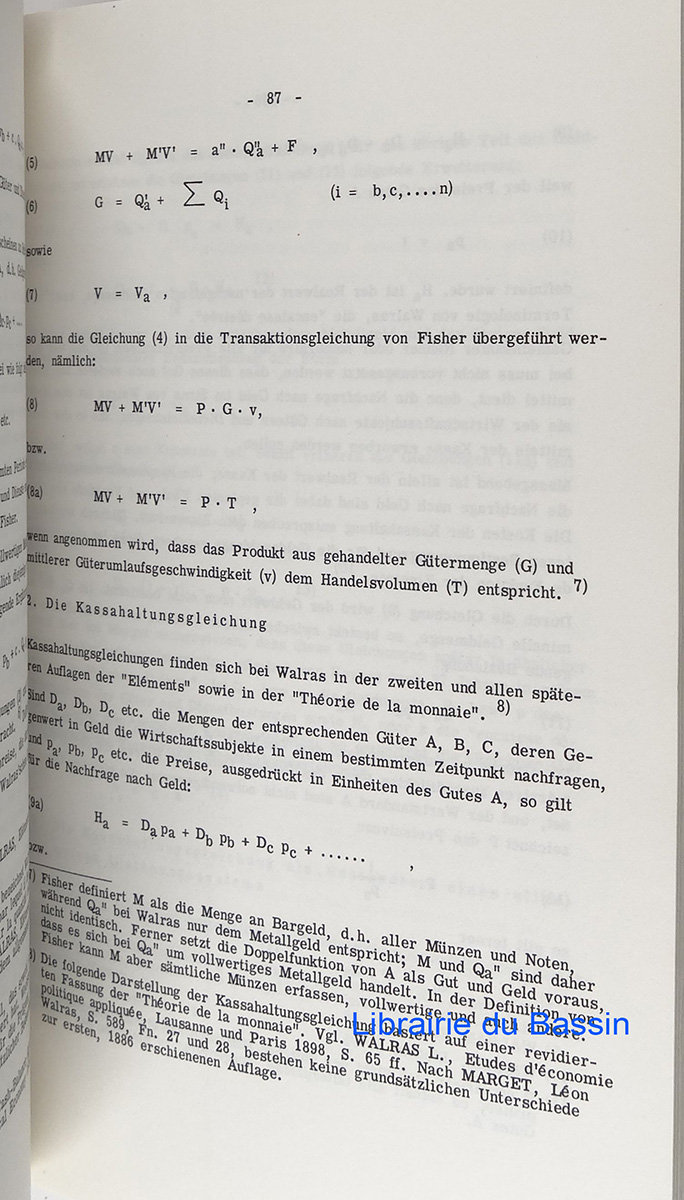 - 87 -
(5) MV + M'V' = a" · Q"a + F ,
(6) G = Q'a + ∑ Qi (i = b,c,....n)
sowie
(7) V = Va ,
so kann die Gleichung (4) in die Transaktionsgleichung von Fisher übergeführt wer-
den, nämlich:
(8) MV + M'V' = P · G · v,
bzw.
(8a) MV + M'V' = P · T ,
wenn angenommen wird, dass das Produkt aus gehandelter Gütermenge (G) und
mittlerer Güterumlaufsgeschwindigkeit (v) dem Handelsvolumen (T) entspricht. 7)
2. Die Kassahaltungsgleichung
Kassahaltungsgleichungen finden sich bei Walras in der zweiten und allen späte-
ren Auflagen der "Eléments" sowie in der "Théorie de la monnaie". 8)
Sind Da, Db, Dc etc. die Mengen der entsprechenden Güter A, B, C, deren Ge-
genwert in Geld die Wirtschaftssubjekte in einem bestimmten Zeitpunkt nachfragen,
und pa, pb, pc etc. die Preise, ausgedrückt in Einheiten des Gutes A, so gilt
für die Nachfrage nach Geld:
(9a) Ha = Da pa + Db pb + Dc pc + ...... ,
bzw.
7) Fisher definiert M als die Menge an Bargeld, d.h. aller Münzen und Noten,
während Qa" bei Walras nur dem Metallgeld entspricht; M und Qa" sind daher
nicht identisch. Ferner setzt die Doppelfunktion von A als Gut und Geld voraus,
dass es sich bei Qa" um vollwertiges Metallgeld handelt. In der Definition von
Fisher kann M aber sämtliche Münzen erfassen, vollwertige und auch andere.
8) Die folgende Darstellung der Kassahaltungsgleichung basiert auf einer revidier-
ten Fassung der "Théorie de la monnaie". Vgl. WALRAS L., Etudes d'économie
politique appliquée, Lausanne und Paris 1898, S. 65 ff. Nach MARGET, Léon
Walras, S. 589, Fn. 27 und 28, bestehen keine grundsätzlichen Unterschiede
zur ersten, 1886 erschienenen Auflage.
Librairie du Bassin